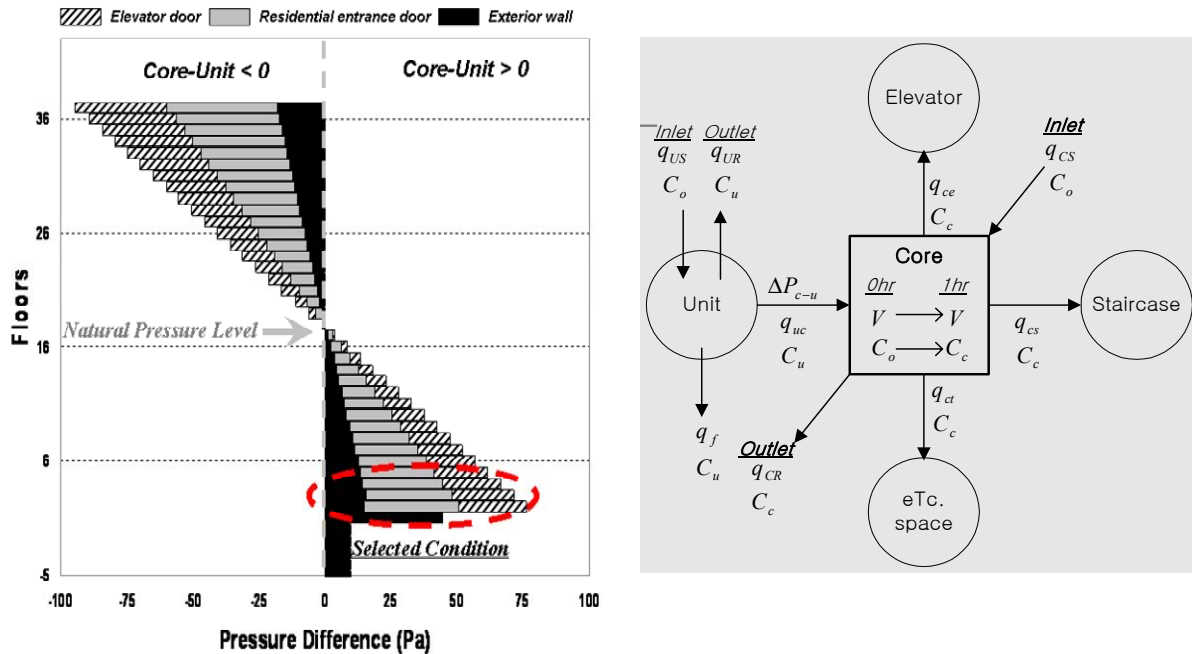 Elevator door Residential entrance door Exterior wall
Core-Unit < 0 Core-Unit > 0
Floors
36
26
16
6
-5
Natural Pressure Level
Selected Condition
-100 -75 -50 -25 0 25 50 75 100
Pressure Difference (Pa)
Elevator
Inlet Outlet
q_US q_UR
C_o C_u
Inlet
q_CS
C_o
q_ce
C_c
Core
0hr 1hr
V V
C_o C_c
Unit
ΔP_c-u
q_uc
C_u
Staircase
q_cs
C_c
q_f
C_u
Outlet
q_CR
C_c
q_ct
C_c
eTc.
space